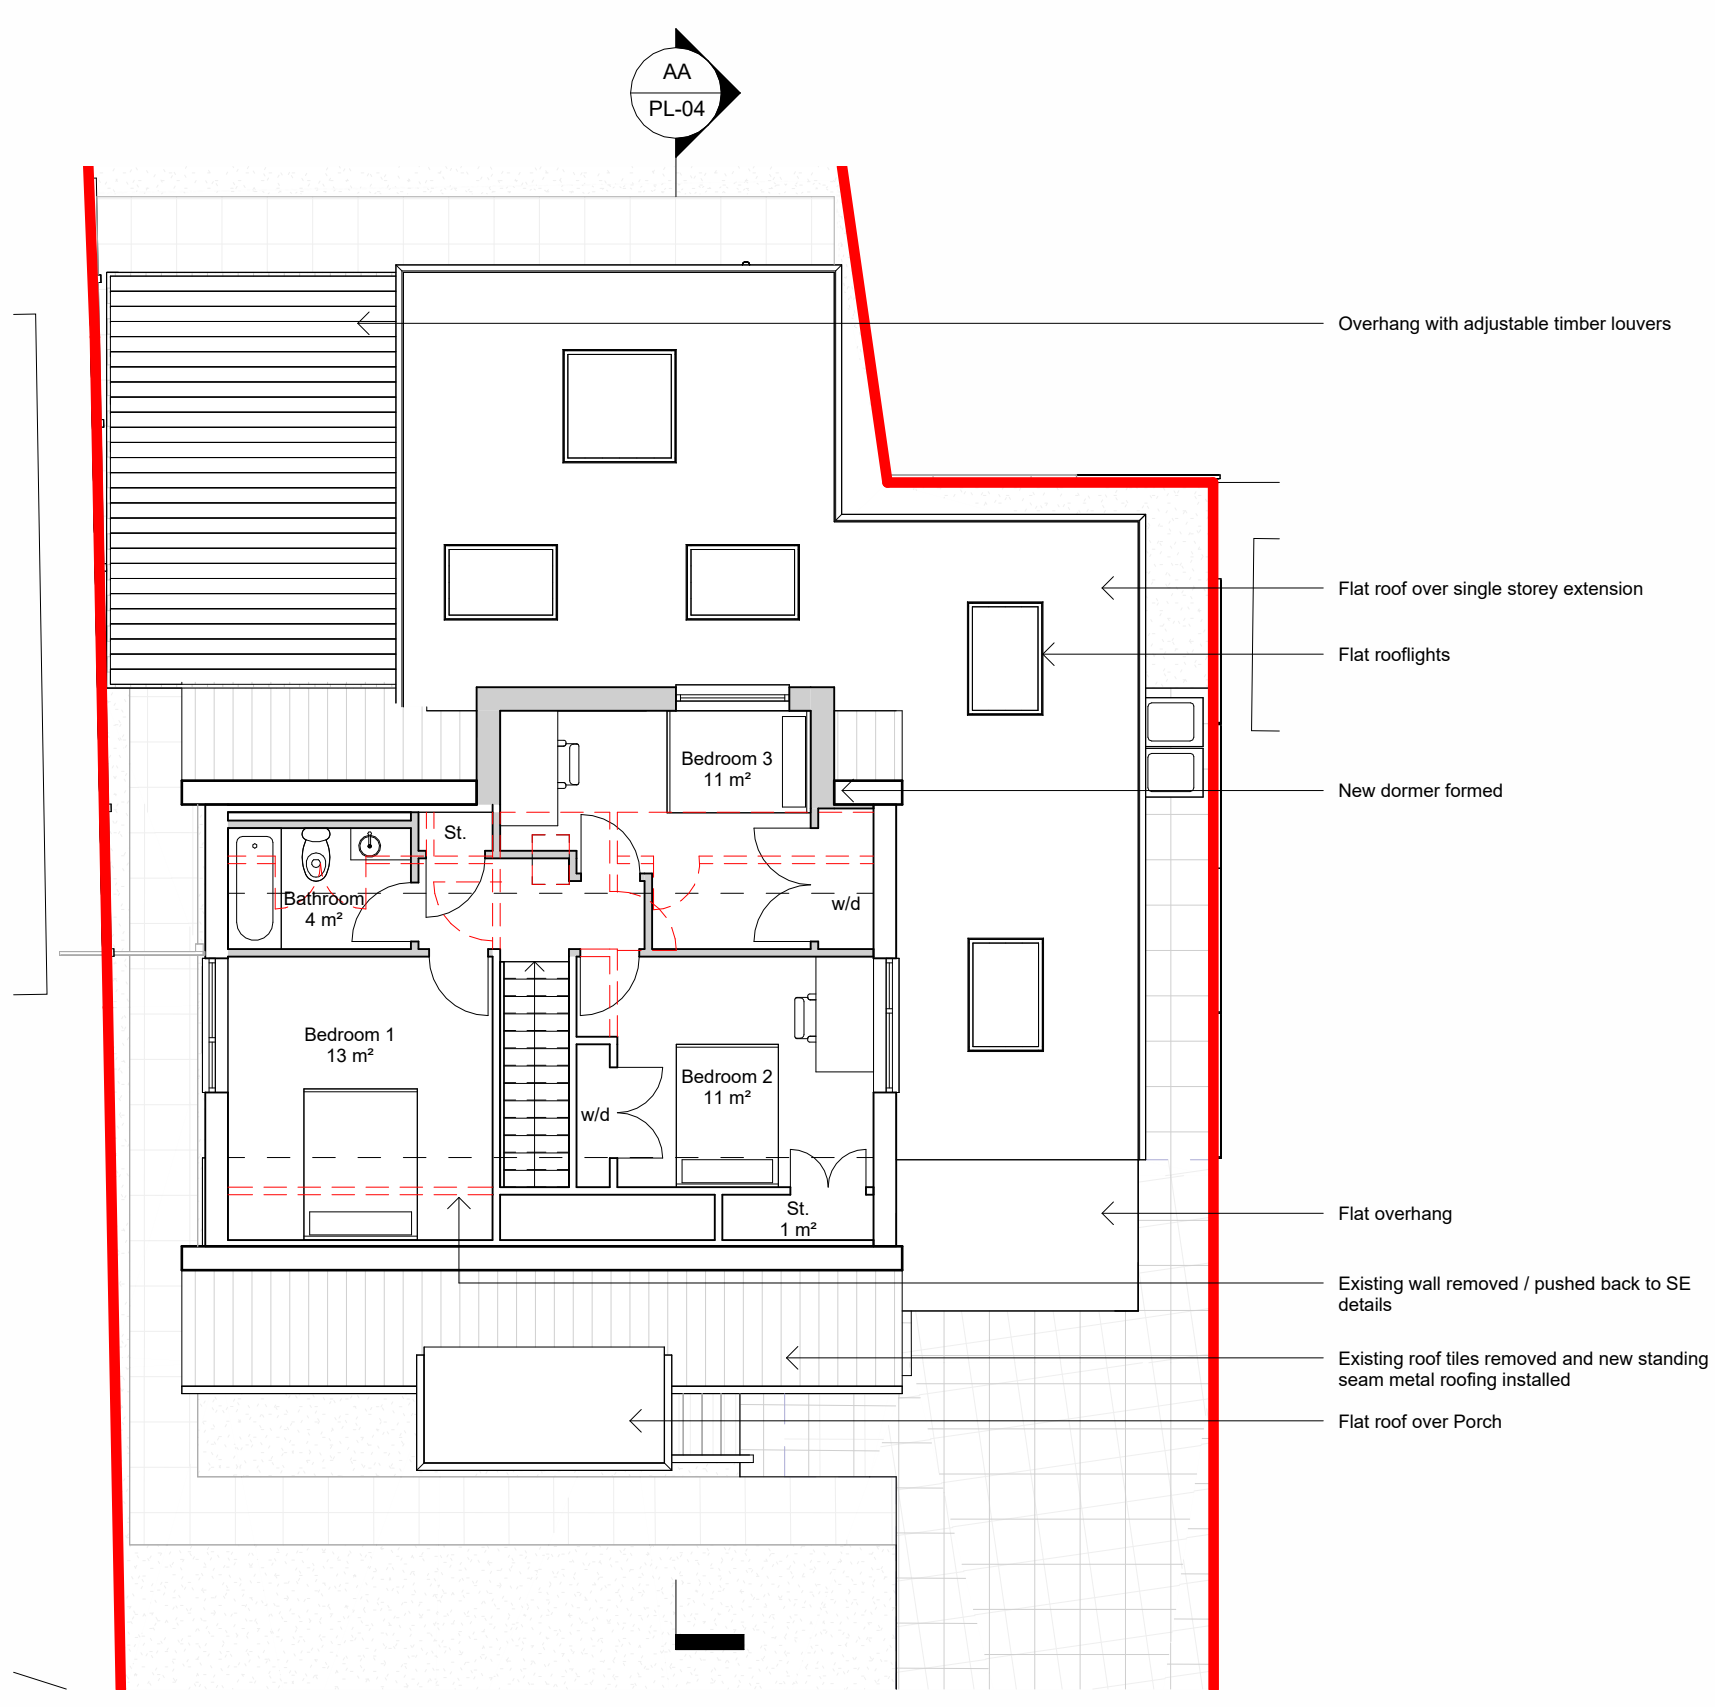 AA
PL-04
Overhang with adjustable timber louvers
Flat roof over single storey extension
Flat rooflights
Bedroom 3
11 m²
New dormer formed
St.
Bathroom
4 m²
w/d
Bedroom 1
13 m²
Bedroom 2
11 m²
w/d
St.
1 m²
Flat overhang
Existing wall removed / pushed back to SE
details
Existing roof tiles removed and new standing
seam metal roofing installed
Flat roof over Porch